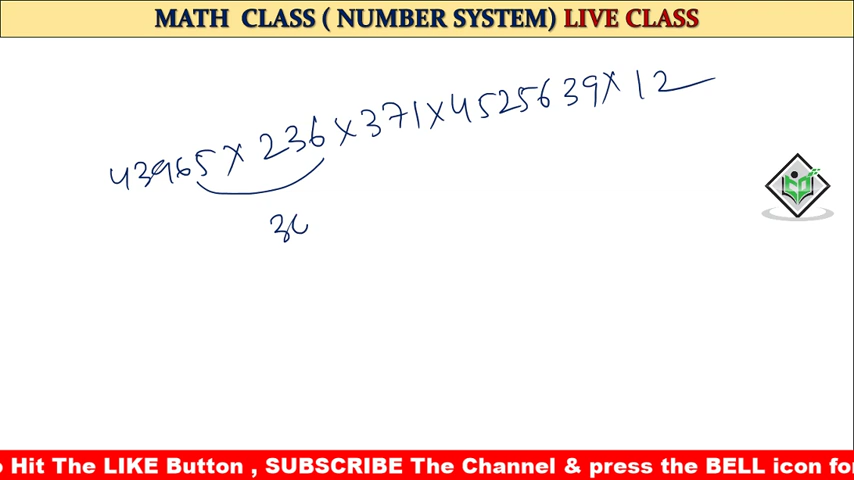 MATH CLASS ( NUMBER SYSTEM) LIVE CLASS
43965 × 236 × 371 × 4525639 × 12
30
o Hit The LIKE Button , SUBSCRIBE The Channel & press the BELL icon for